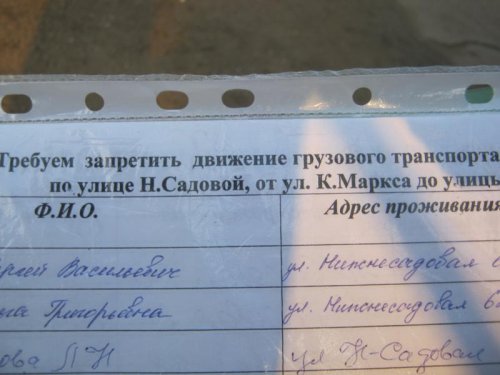 Требуем запретить движение грузового транспорта
по улице Н.Садовой, от ул. К.Маркса до улицы
Ф.И.О. Адрес проживания
Васильевич ул. Нижнесадовая
Григорьевна ул. Нижнесадовая
ул Н-Садовая